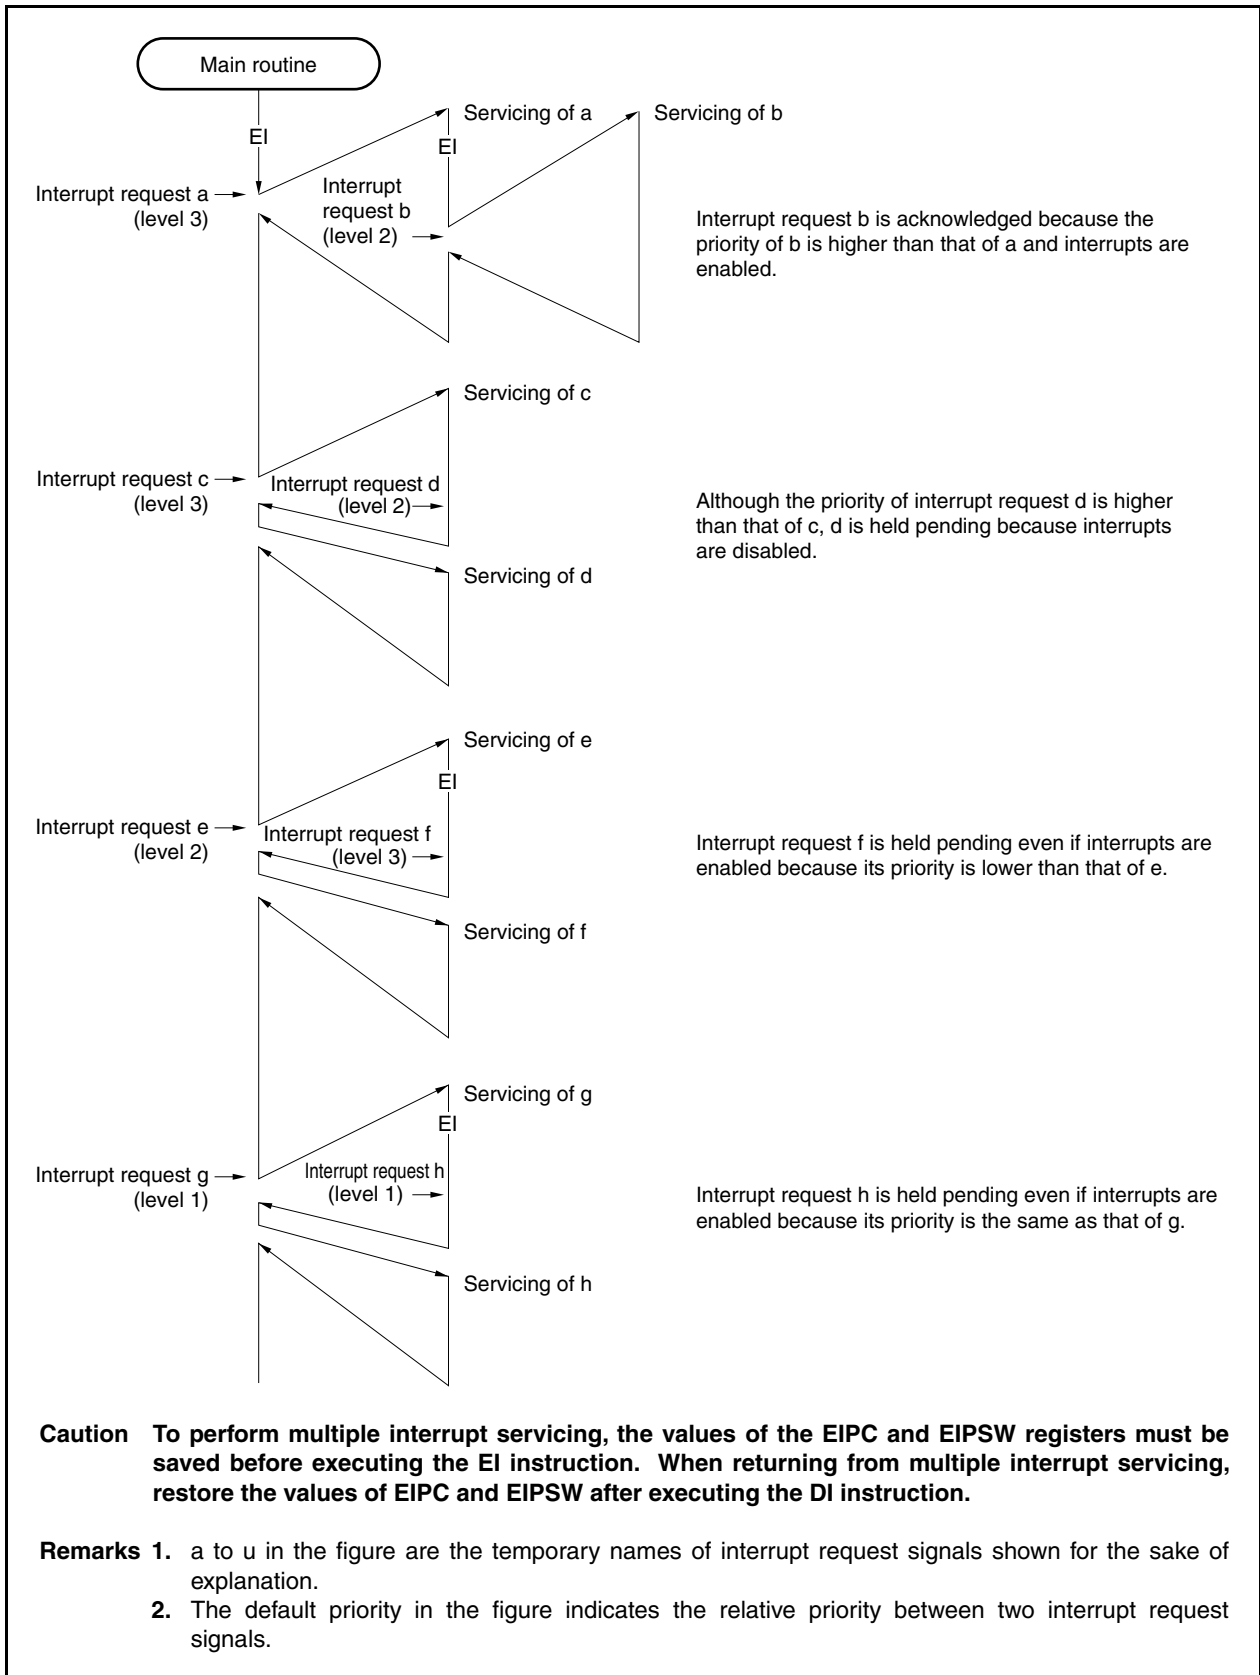 Main routine
EI
Servicing of a
EI
Servicing of b
Interrupt request a
(level 3)
Interrupt
request b
(level 2)
Interrupt request b is acknowledged because the
priority of b is higher than that of a and interrupts are
enabled.
Servicing of c
Interrupt request c
(level 3)
Interrupt request d
(level 2)
Although the priority of interrupt request d is higher
than that of c, d is held pending because interrupts
are disabled.
Servicing of d
Servicing of e
EI
Interrupt request e
(level 2)
Interrupt request f
(level 3)
Interrupt request f is held pending even if interrupts are
enabled because its priority is lower than that of e.
Servicing of f
Servicing of g
EI
Interrupt request g
(level 1)
Interrupt request h
(level 1)
Interrupt request h is held pending even if interrupts are
enabled because its priority is the same as that of g.
Servicing of h
Caution To perform multiple interrupt servicing, the values of the EIPC and EIPSW registers must be
saved before executing the EI instruction. When returning from multiple interrupt servicing,
restore the values of EIPC and EIPSW after executing the DI instruction.
Remarks 1. a to u in the figure are the temporary names of interrupt request signals shown for the sake of
explanation.
2. The default priority in the figure indicates the relative priority between two interrupt request
signals.